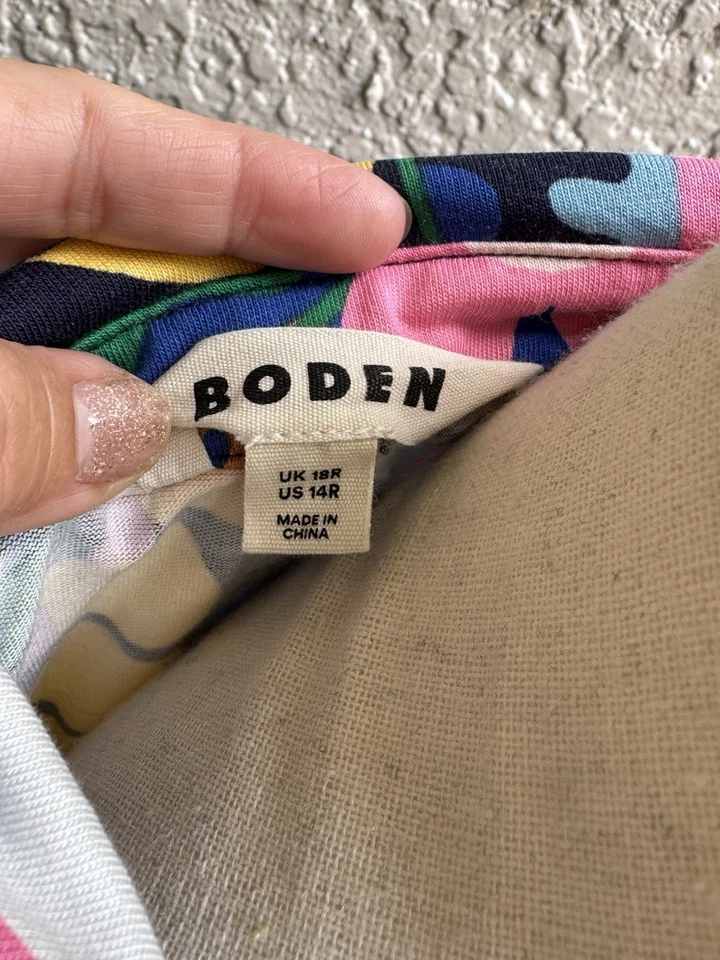 BODEN
UK 18R
US 14R
MADE IN
CHINA